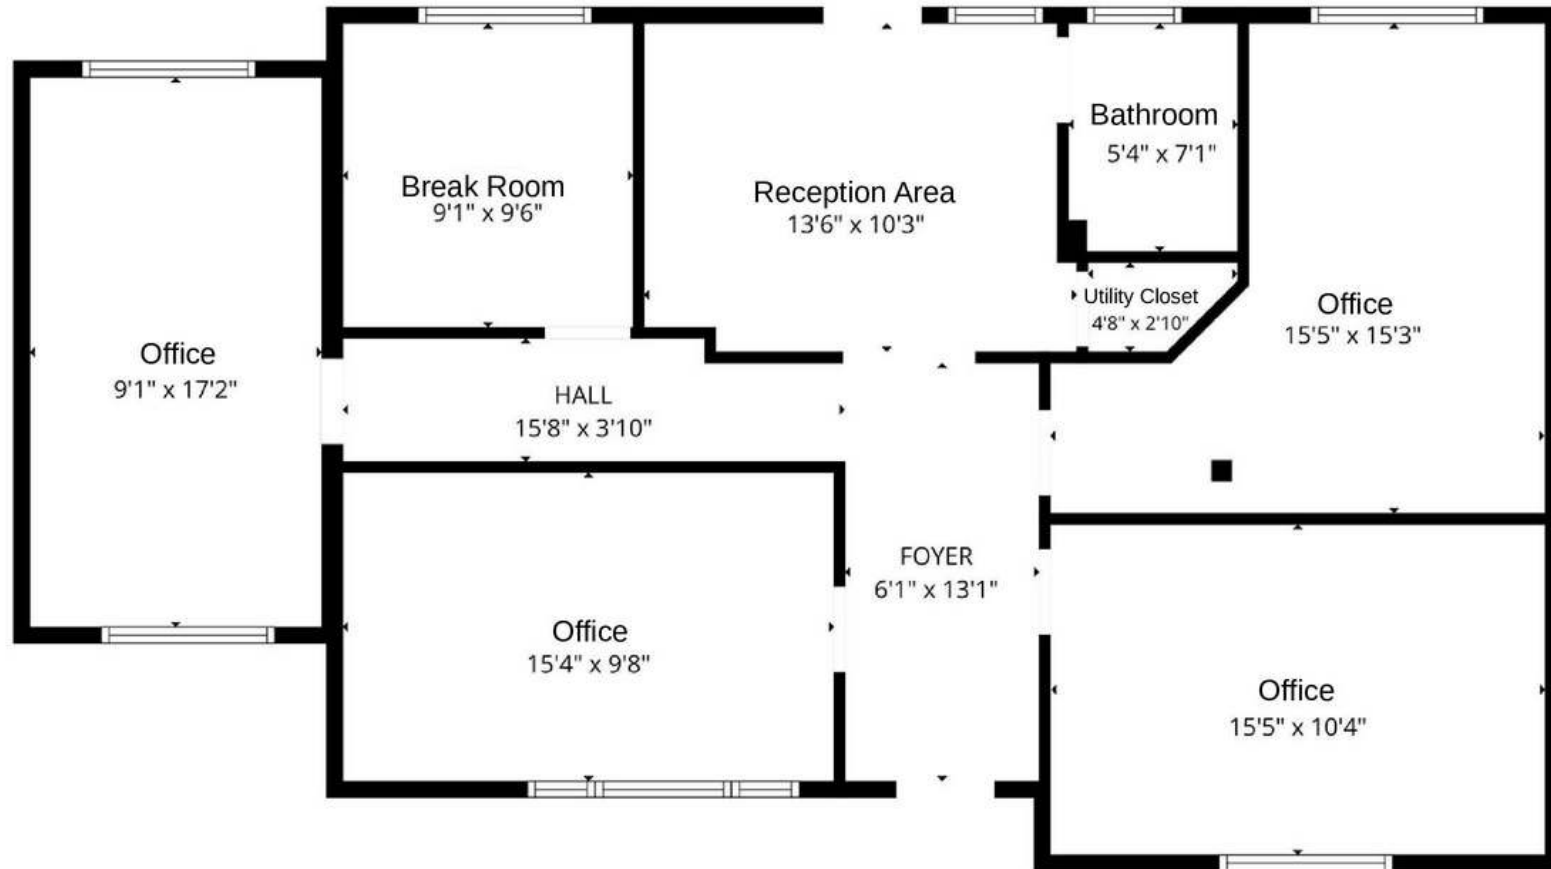 Bathroom
5'4" x 7'1"
Break Room
9'1" x 9'6"
Reception Area
13'6" x 10'3"
Utility Closet
4'8" x 2'10"
Office
15'5" x 15'3"
Office
9'1" x 17'2"
HALL
15'8" x 3'10"
FOYER
6'1" x 13'1"
Office
15'4" x 9'8"
Office
15'5" x 10'4"